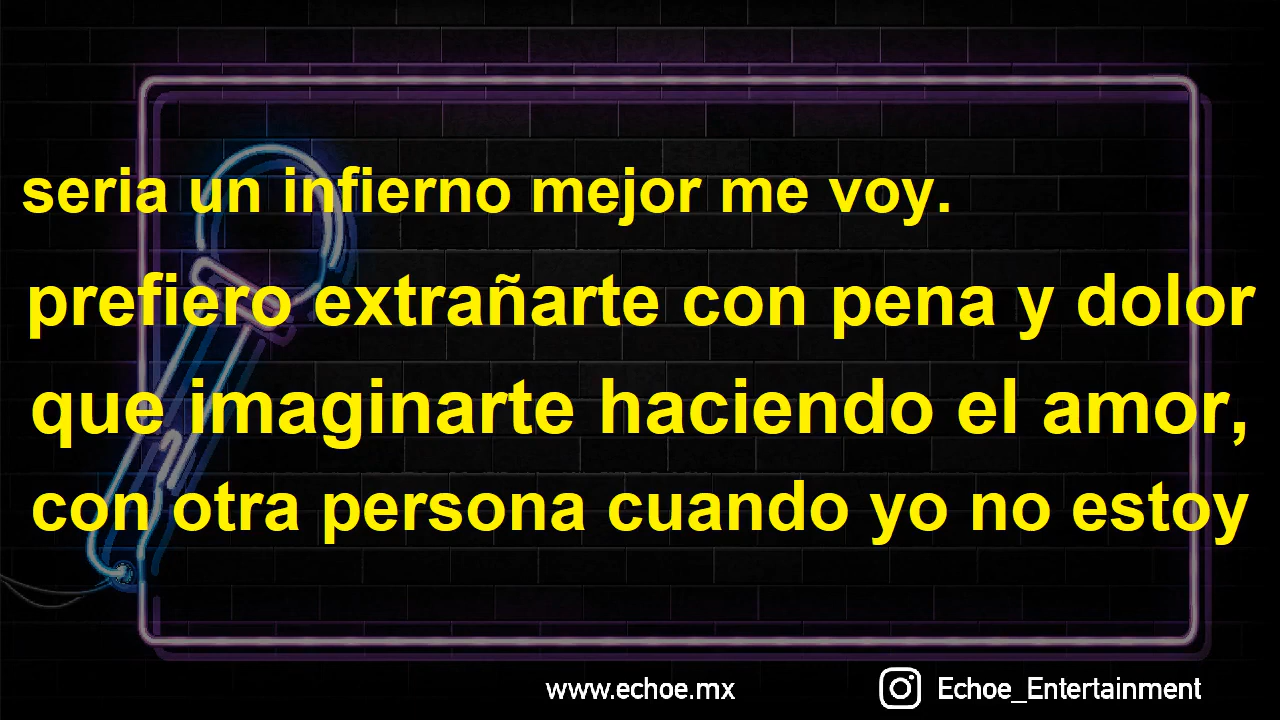 seria un infierno mejor me voy.
prefiero extrañarte con pena y dolor
que imaginarte haciendo el amor,
con otra persona cuando yo no estoy
www.echoe.mx
Echoe_Entertainment